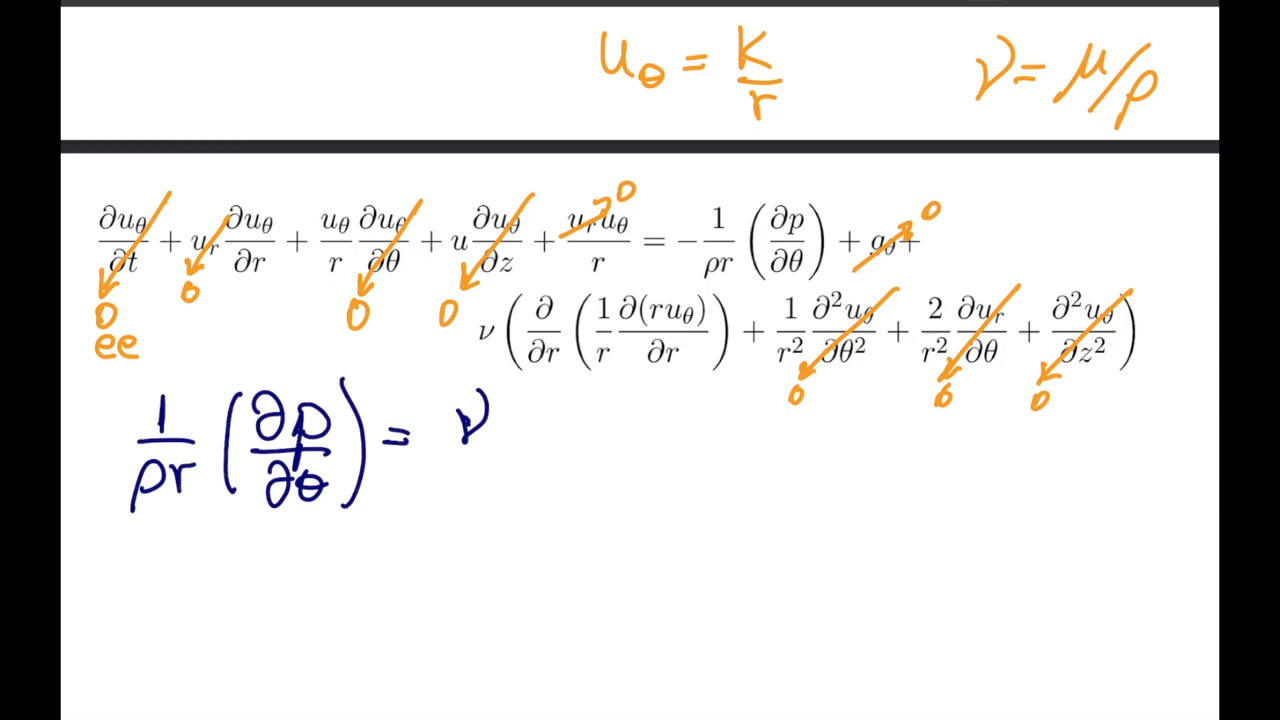 u_θ = K/r   ν = μ/ρ
∂u_θ/∂t + u_r ∂u_θ/∂r + u_θ/r ∂u_θ/∂θ + u ∂u_θ/∂z + u_r u_θ/r = −1/ρr (∂p/∂θ) + g_θ +
0 0 0 0 0 0
ee
ν (∂/∂r (1/r ∂(ru_θ)/∂r) + 1/r² ∂²u_θ/∂θ² + 2/r² ∂u_r/∂θ + ∂²u_θ/∂z²)
0 0 0
1/ρr (∂p/∂θ) = ν